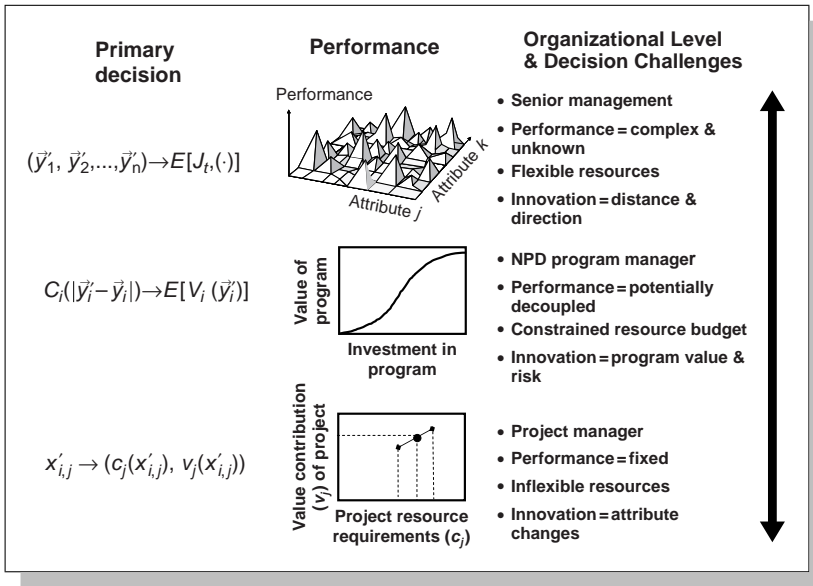 Primary
decision
Performance
Organizational Level
& Decision Challenges
(y⃗′1, y⃗′2,...,y⃗′n)→E[Jt,(·)]
Performance
Attribute j
Attribute k
• Senior management
• Performance=complex &
unknown
• Flexible resources
• Innovation=distance &
direction
Ci(|y⃗′i−y⃗i|)→E[Vi (y⃗′i)]
Value of
program
Investment in
program
• NPD program manager
• Performance=potentially
decoupled
• Constrained resource budget
• Innovation=program value &
risk
x′i,j → (cj(x′i,j), vj(x′i,j))
Value contribution
(vj) of project
Project resource
requirements (cj)
• Project manager
• Performance=fixed
• Inflexible resources
• Innovation=attribute
changes